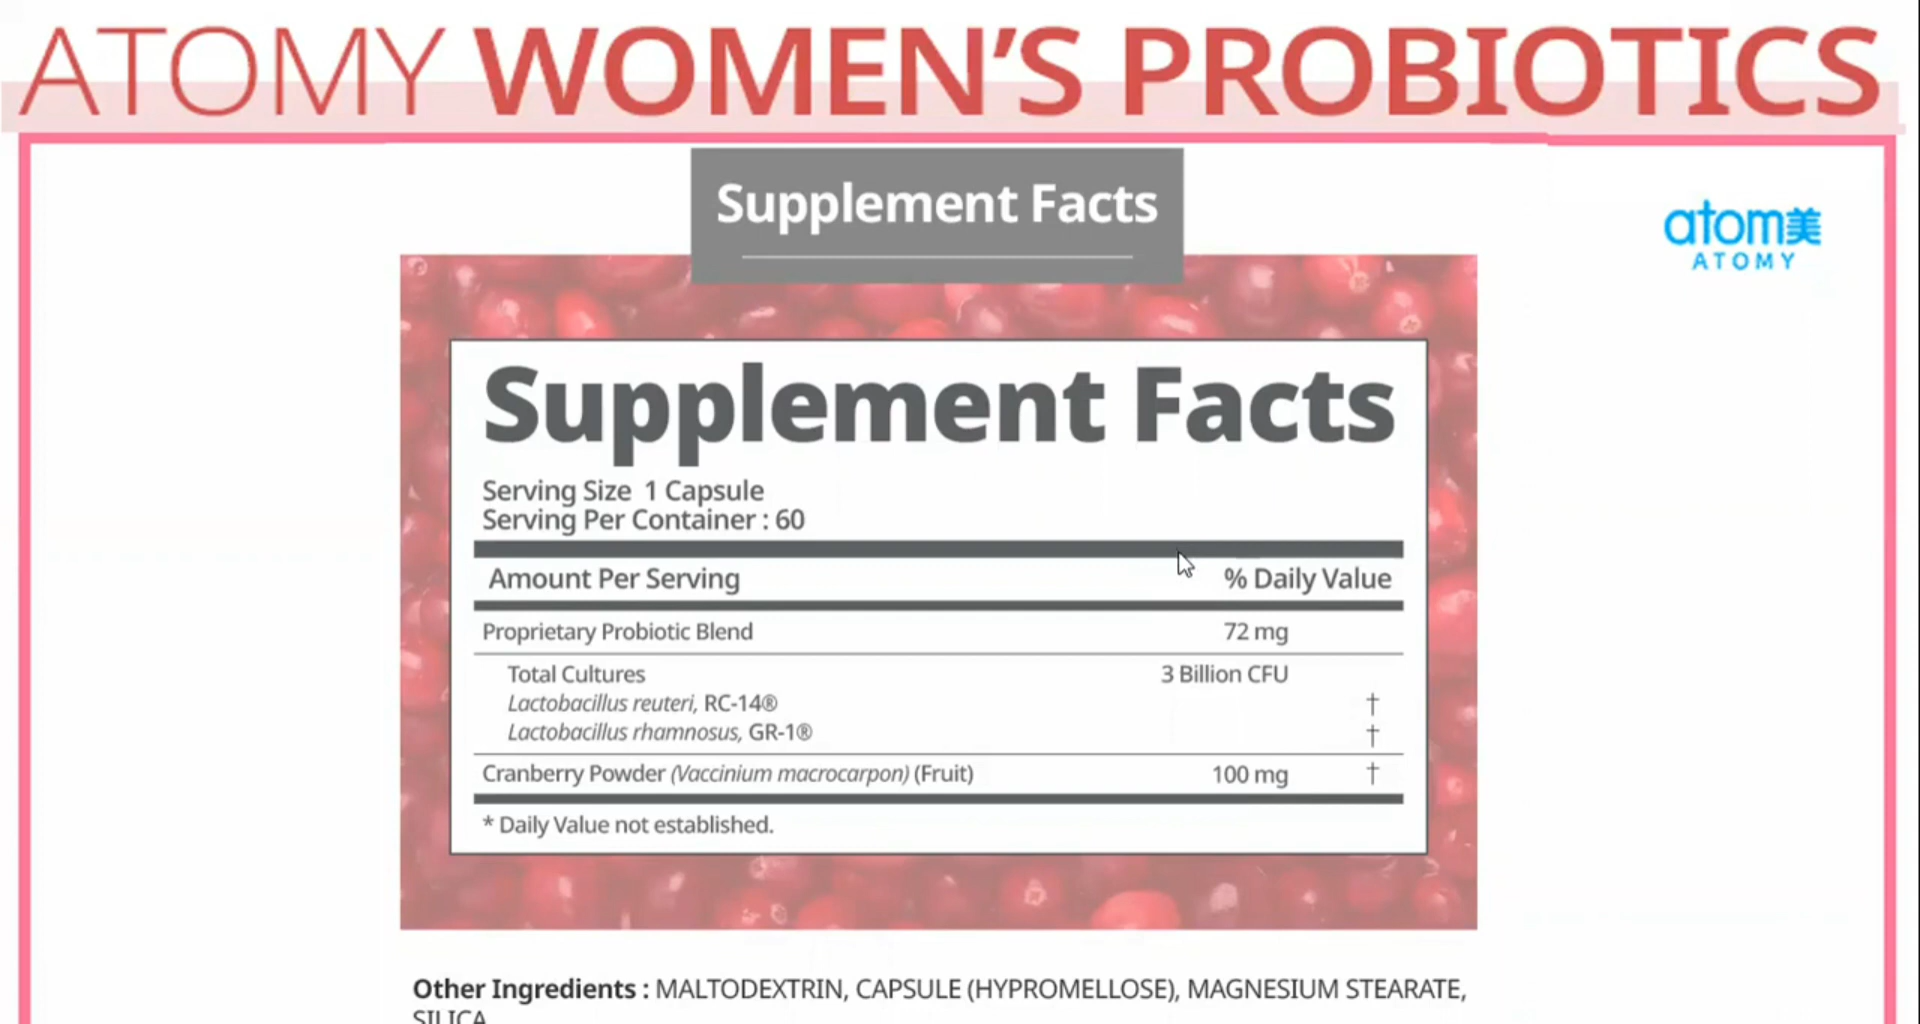 ATOMY WOMEN'S PROBIOTICS
Supplement Facts
atom美
ATOMY
Supplement Facts
Serving Size 1 Capsule
Serving Per Container : 60
Amount Per Serving % Daily Value
Proprietary Probiotic Blend 72 mg
Total Cultures 3 Billion CFU
Lactobacillus reuteri, RC-14® †
Lactobacillus rhamnosus, GR-1® †
Cranberry Powder (Vaccinium macrocarpon) (Fruit) 100 mg †
* Daily Value not established.
Other Ingredients : MALTODEXTRIN, CAPSULE (HYPROMELLOSE), MAGNESIUM STEARATE,
SILICA